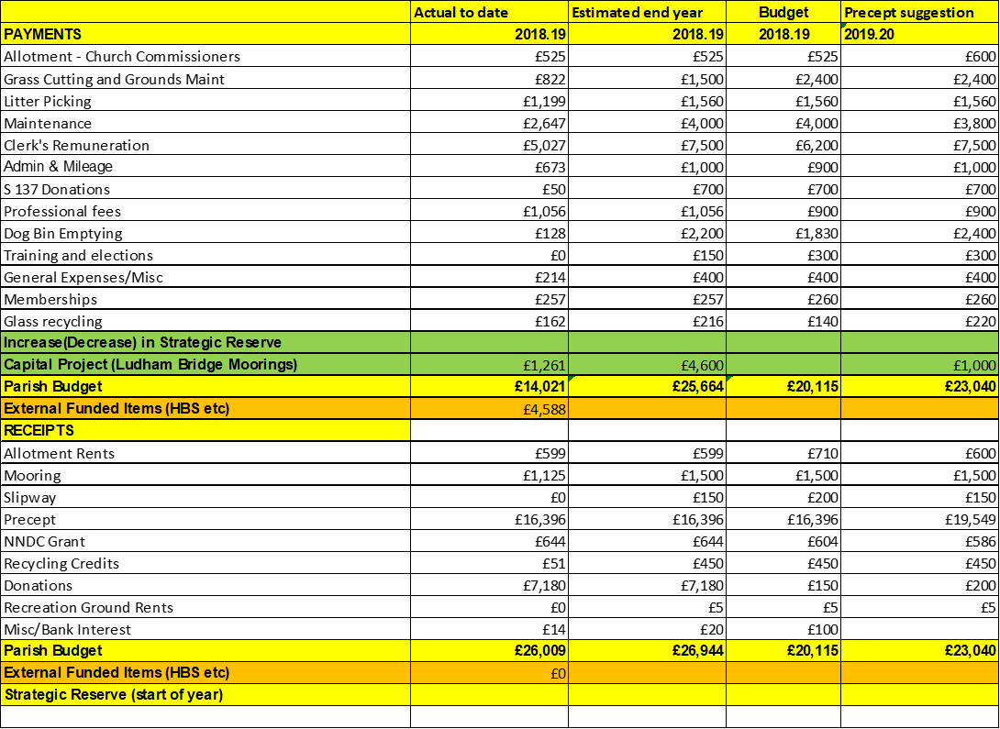 Actual to date Estimated end year Budget Precept suggestion
PAYMENTS 2018.19 2018.19 2018.19 2019.20
Allotment - Church Commissioners £525 £525 £525 £600
Grass Cutting and Grounds Maint £822 £1,500 £2,400 £2,400
Litter Picking £1,199 £1,560 £1,560 £1,560
Maintenance £2,647 £4,000 £4,000 £3,800
Clerk's Remuneration £5,027 £7,500 £6,200 £7,500
Admin & Mileage £673 £1,000 £900 £1,000
S 137 Donations £50 £700 £700 £700
Professional fees £1,056 £1,056 £900 £900
Dog Bin Emptying £128 £2,200 £1,830 £2,400
Training and elections £0 £150 £300 £300
General Expenses/Misc £214 £400 £400 £400
Memberships £257 £257 £260 £260
Glass recycling £162 £216 £140 £220
Increase(Decrease) in Strategic Reserve
Capital Project (Ludham Bridge Moorings) £1,261 £4,600 £1,000
Parish Budget £14,021 £25,664 £20,115 £23,040
External Funded Items (HBS etc) £4,588
RECEIPTS
Allotment Rents £599 £599 £710 £600
Mooring £1,125 £1,500 £1,500 £1,500
Slipway £0 £150 £200 £150
Precept £16,396 £16,396 £16,396 £19,549
NNDC Grant £644 £644 £604 £586
Recycling Credits £51 £450 £450 £450
Donations £7,180 £7,180 £150 £200
Recreation Ground Rents £0 £5 £5 £5
Misc/Bank Interest £14 £20 £100
Parish Budget £26,009 £26,944 £20,115 £23,040
External Funded Items (HBS etc) £0
Strategic Reserve (start of year)